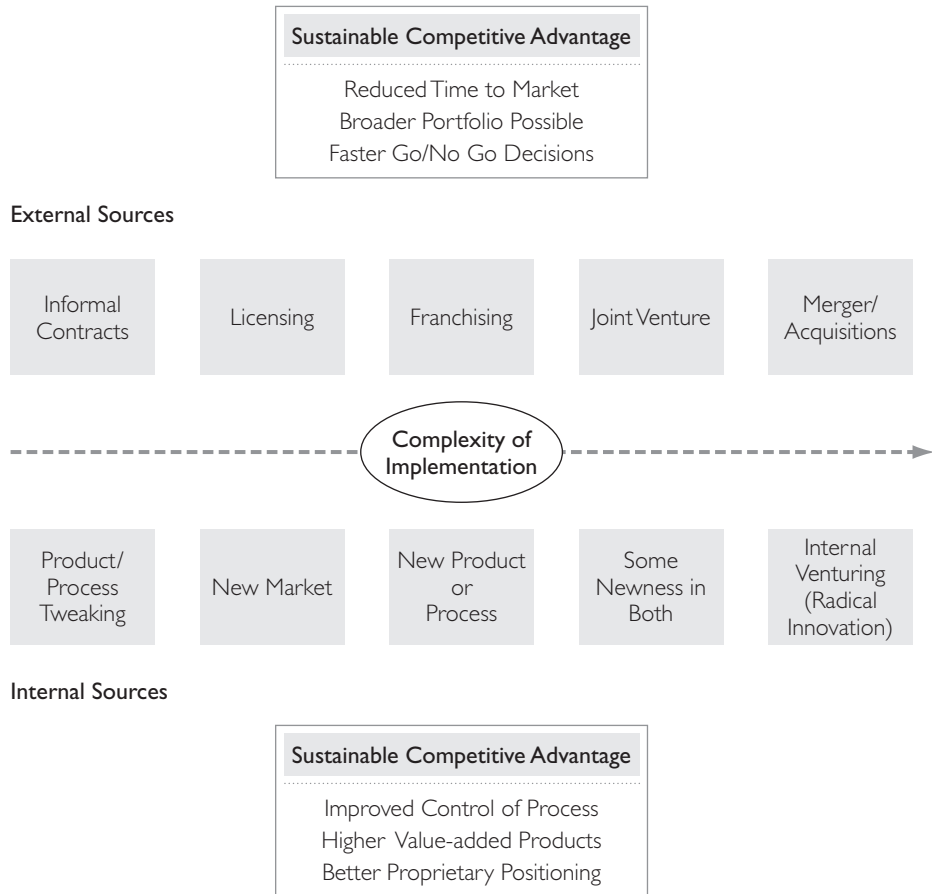 Sustainable Competitive Advantage
Reduced Time to Market
Broader Portfolio Possible
Faster Go/No Go Decisions
External Sources
Informal
Contracts
Licensing
Franchising
Joint Venture
Merger/
Acquisitions
Complexity of
Implementation
Product/
Process
Tweaking
New Market
New Product
or
Process
Some
Newness in
Both
Internal
Venturing
(Radical
Innovation)
Internal Sources
Sustainable Competitive Advantage
Improved Control of Process
Higher Value-added Products
Better Proprietary Positioning